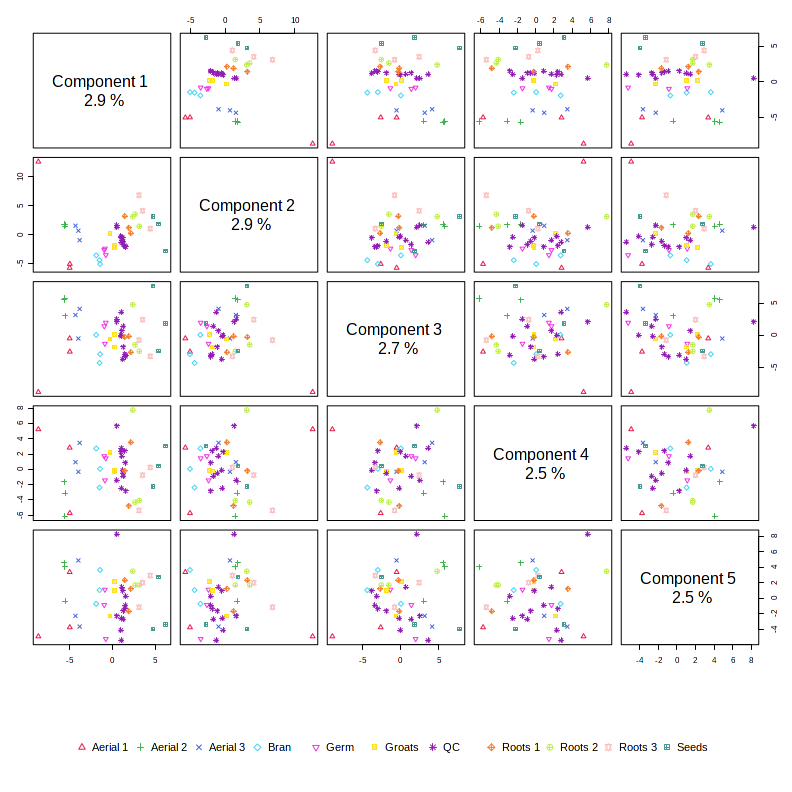 -5 0 5 10
-6 -4 -2 0 2 4 6 8
Component 1
2.9 %
5
0
-5
10
5
0
-5
Component 2
2.9 %
Component 3
2.7 %
5
0
-5
8
6
4
2
0
-2
-4
-6
Component 4
2.5 %
Component 5
2.5 %
8
6
4
2
0
-2
-4
-5 0 5
-5 0 5
-6 -4 -2 0 2 4 6 8
Aerial 1 Aerial 2 Aerial 3 Bran Germ Groats QC Roots 1 Roots 2 Roots 3 Seeds